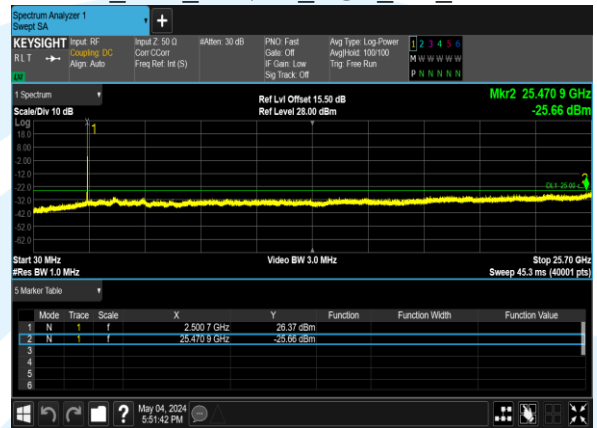 Spectrum Analyzer 1
Swept SA
+
KEYSIGHT Input: RF Input Z: 50 Ω #Atten: 30 dB PNO: Fast Avg Type: Log-Power 1 2 3 4 5 6
RLT Coupling: DC Corr CCorr Gate: Off Avg|Hold: 100/100 M W W W W W
Align: Auto Freq Ref: Int (S) IF Gain: Low Trig: Free Run
LW Sig Track: Off P N N N N N
1 Spectrum Ref Lvl Offset 15.50 dB Mkr2 25.470 9 GHz
Scale/Div 10 dB Ref Level 28.00 dBm -25.66 dBm
Log
1
18.0
8.00
-2.00
-12.0
2
-22.0
-32.0
-42.0
-52.0
-62.0
Start 30 MHz Video BW 3.0 MHz Stop 25.70 GHz
#Res BW 1.0 MHz Sweep 45.3 ms (40001 pts)
5 Marker Table
Mode Trace Scale X Y Function Function Width Function Value
1 N 1 f 2.500 7 GHz 26.37 dBm
2 N 1 f 25.470 9 GHz -25.66 dBm
3
4
5
6
? May 04, 2024
5:51:42 PM